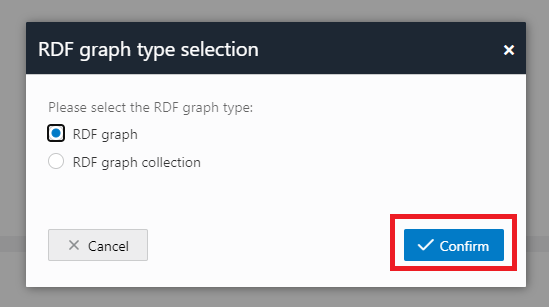 RDF graph type selection
Please select the RDF graph type:
RDF graph
RDF graph collection
Cancel
Confirm